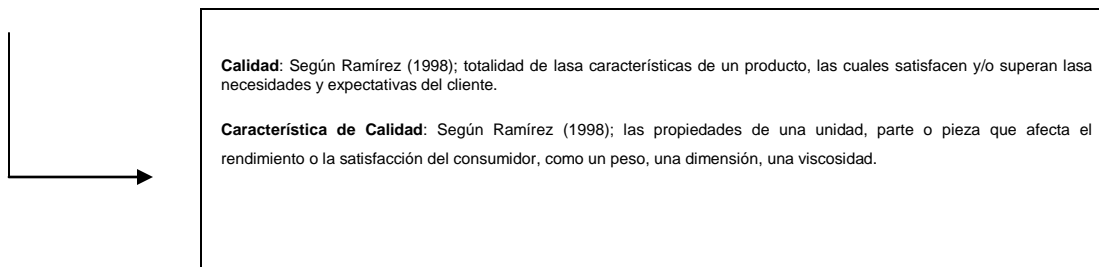 Calidad: Según Ramírez (1998); totalidad de lasa características de un producto, las cuales satisfacen y/o superan lasa
necesidades y expectativas del cliente.
Característica de Calidad: Según Ramírez (1998); las propiedades de una unidad, parte o pieza que afecta el
rendimiento o la satisfacción del consumidor, como un peso, una dimensión, una viscosidad.